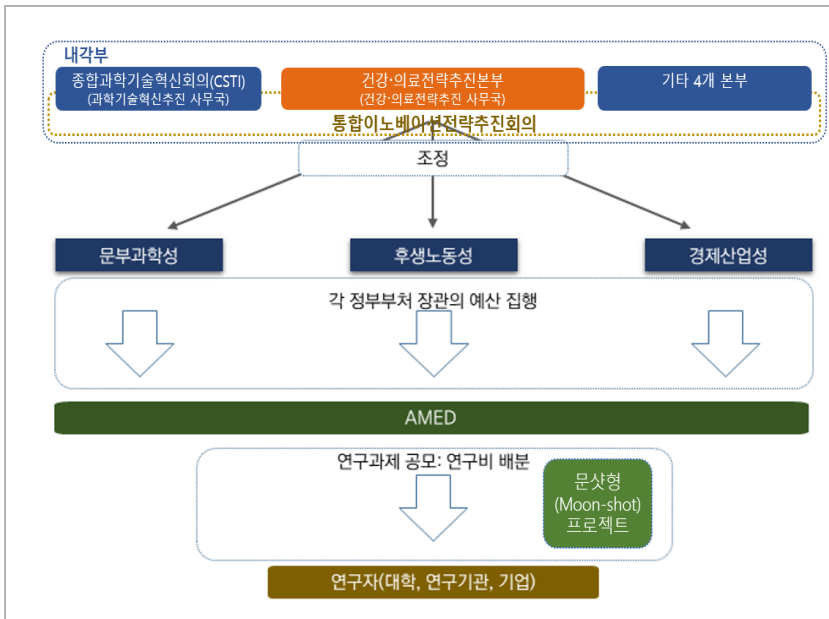 내각부
종합과학기술혁신회의(CSTI)
(과학기술혁신추진 사무국)
건강·의료전략추진본부
(건강·의료전략추진 사무국)
기타 4개 본부
통합이노베이션전략추진회의
조정
문부과학성
후생노동성
경제산업성
각 정부부처 장관의 예산 집행
AMED
연구과제 공모: 연구비 배분
문샷형
(Moon-shot)
프로젝트
연구자(대학, 연구기관, 기업)